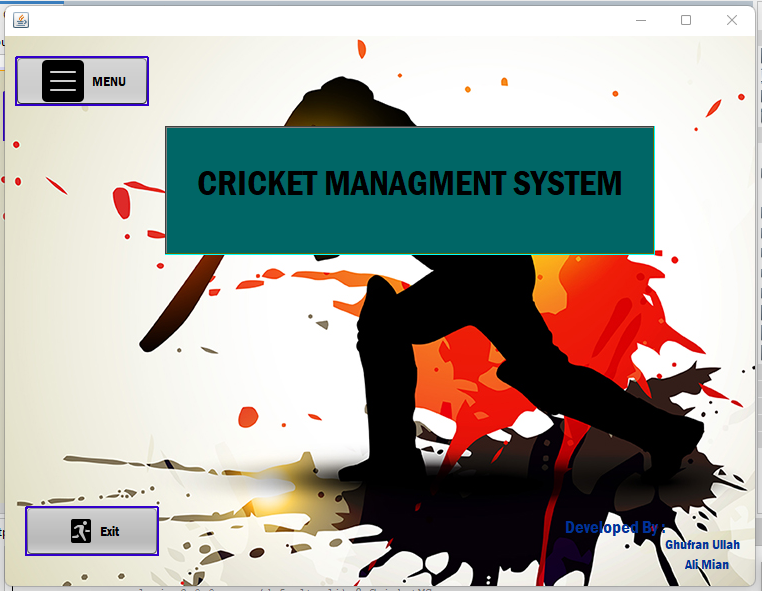 MENU
CRICKET MANAGMENT SYSTEM
Exit
Developed By :
Ghufran Ullah
Ali Mian